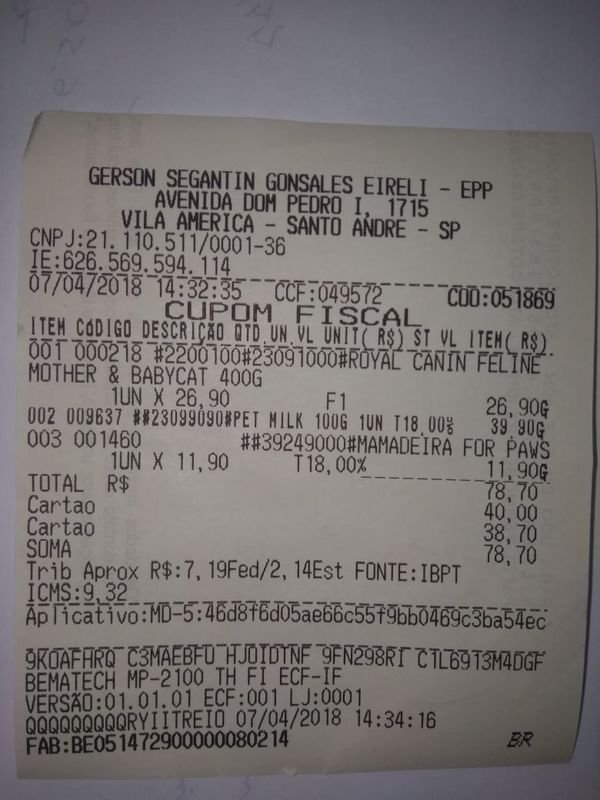 GERSON SEGANTIN GONSALES EIRELI - EPP
AVENIDA DOM PEDRO I, 1715
VILA AMERICA - SANTO ANDRE - SP
CNPJ:21.110.511/0001-36
IE:626.569.594.114
07/04/2018 14:32:35 CCF:049572 COO:051869
CUPOM FISCAL
ITEM CÓDIGO DESCRIÇÃO QTD.UN.VL UNIT( R$) ST VL ITEM( R$)
001 000218 #2200100#23091000#ROYAL CANIN FELINE
MOTHER & BABYCAT 400G
1UN X 26,90 F1 26,90G
002 009637 ##23099090#PET MILK 100G 1UN T18,00% 39 90G
003 001460 ##39249000#MAMADEIRA FOR PAWS
1UN X 11,90 T18,00% 11,90G
TOTAL R$ 78,70
Cartao 40,00
Cartao 38,70
SOMA 78,70
Trib Aprox R$:7,19Fed/2,14Est FONTE:IBPT
ICMS:9,32
Aplicativo:MD-5:46d8f6d05ae66c55f9bb0469c3ba54ec
9KOAFHRQ C3MAEBFU HJOIDTNF 9FN298RI C1L6913M4DGF
BEMATECH MP-2100 TH FI ECF-IF
VERSÃO:01.01.01 ECF:001 LJ:0001
QQQQQQQQQRYIITREIO 07/04/2018 14:34:16
FAB:BE051472900000080214 BR